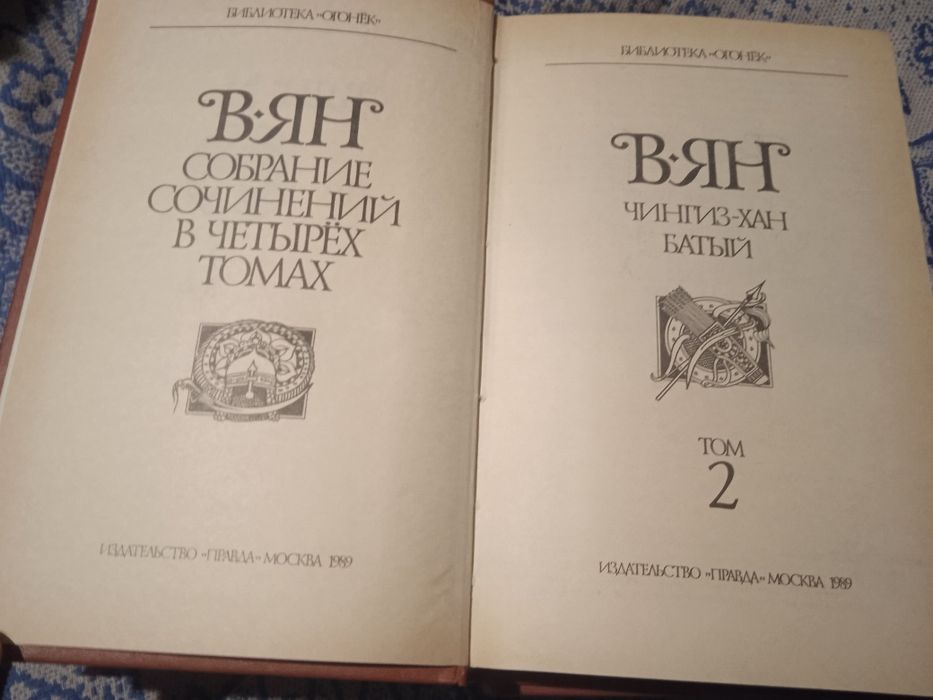 БИБЛИОТЕКА »ОГОНЁК»
В·ЯН
СОБРАНИЕ
СОЧИНЕНИЙ
В ЧЕТЫРЁХ
ТОМАХ
ИЗДАТЕЛЬСТВО »ПРАВДА» МОСКВА 1989
БИБЛИОТЕКА »ОГОНЁК»
В·ЯН
ЧИНГИЗ-ХАН
БАТЫЙ
ТОМ
2
ИЗДАТЕЛЬСТВО »ПРАВДА» МОСКВА 1989